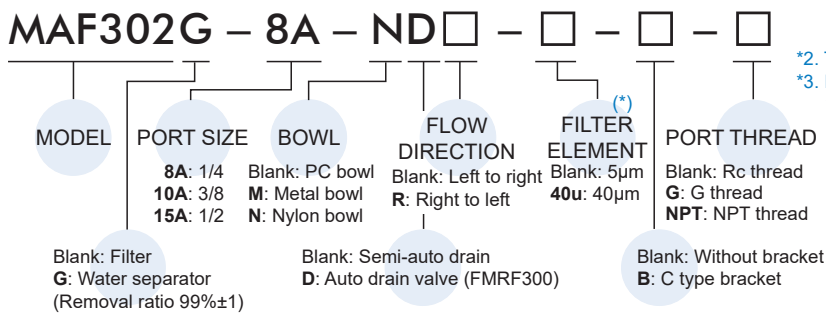 MAF302G – 8A – ND□ – □ – □ – □
*2. T
*3.
(*)
MODEL
PORT SIZE
8A: 1/4
10A: 3/8
15A: 1/2
BOWL
Blank: PC bowl
M: Metal bowl
N: Nylon bowl
FLOW
DIRECTION
Blank: Left to right
R: Right to left
FILTER
ELEMENT
Blank: 5µm
40u: 40µm
PORT THREAD
Blank: Rc thread
G: G thread
NPT: NPT thread
Blank: Filter
G: Water separator
(Removal ratio 99%±1)
Blank: Semi-auto drain
D: Auto drain valve (FMRF300)
Blank: Without bracket
B: C type bracket